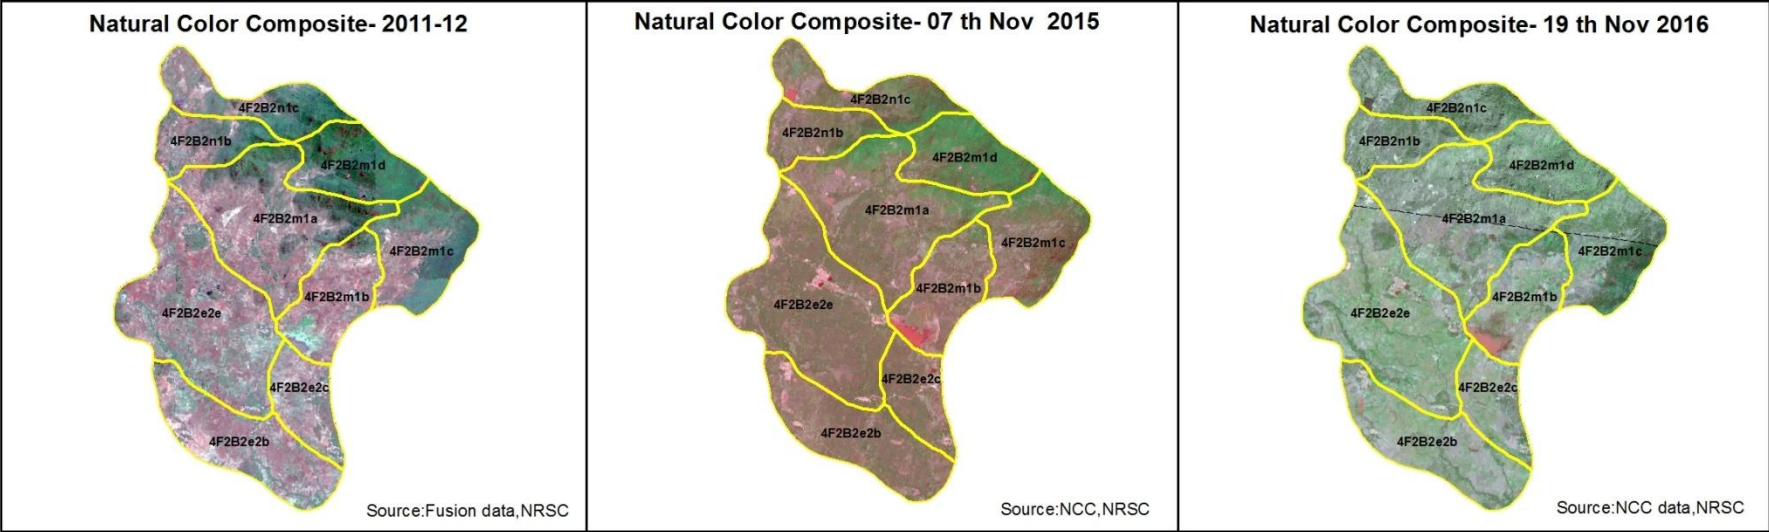 Natural Color Composite- 2011-12
4F2B2n1c
4F2B2n1b
4F2B2m1d
4F2B2m1a
4F2B2m1c
4F2B2m1b
4F2B2e2e
4F2B2e2c
4F2B2e2b
Source:Fusion data,NRSC
Natural Color Composite- 07 th Nov 2015
4F2B2n1c
4F2B2n1b
4F2B2m1d
4F2B2m1a
4F2B2m1c
4F2B2m1b
4F2B2e2e
4F2B2e2c
4F2B2e2b
Source:NCC,NRSC
Natural Color Composite- 19 th Nov 2016
4F2B2n1c
4F2B2n1b
4F2B2m1d
4F2B2m1a
4F2B2m1c
4F2B2m1b
4F2B2e2e
4F2B2e2c
4F2B2e2b
Source:NCC data,NRSC